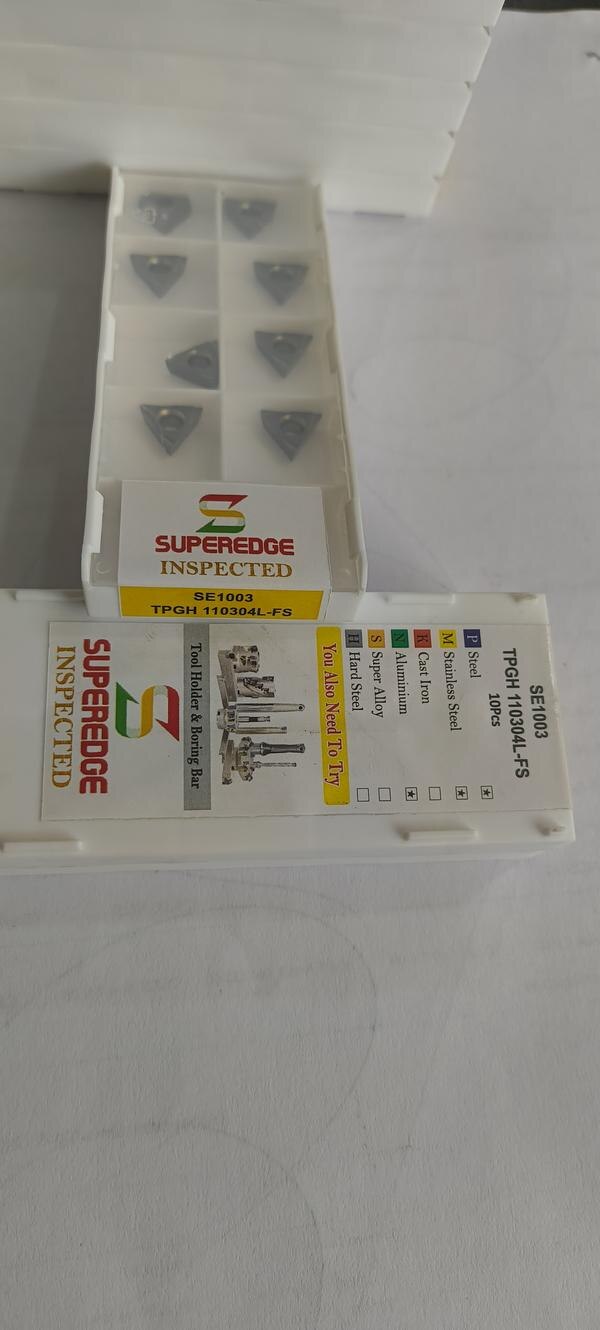 SUPEREDGE
INSPECTED
SE1003
TPGH 110304L-FS
SE1003
TPGH 110304L-FS
10Pcs
P Steel
M Stainless Steel
K Cast Iron
N Aluminium
S Super Alloy
H Hard Steel
You Also Need To Try
Tool Holder & Boring Bar
SUPEREDGE
INSPECTED